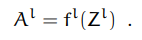 Aˡ = fˡ(Zˡ) .